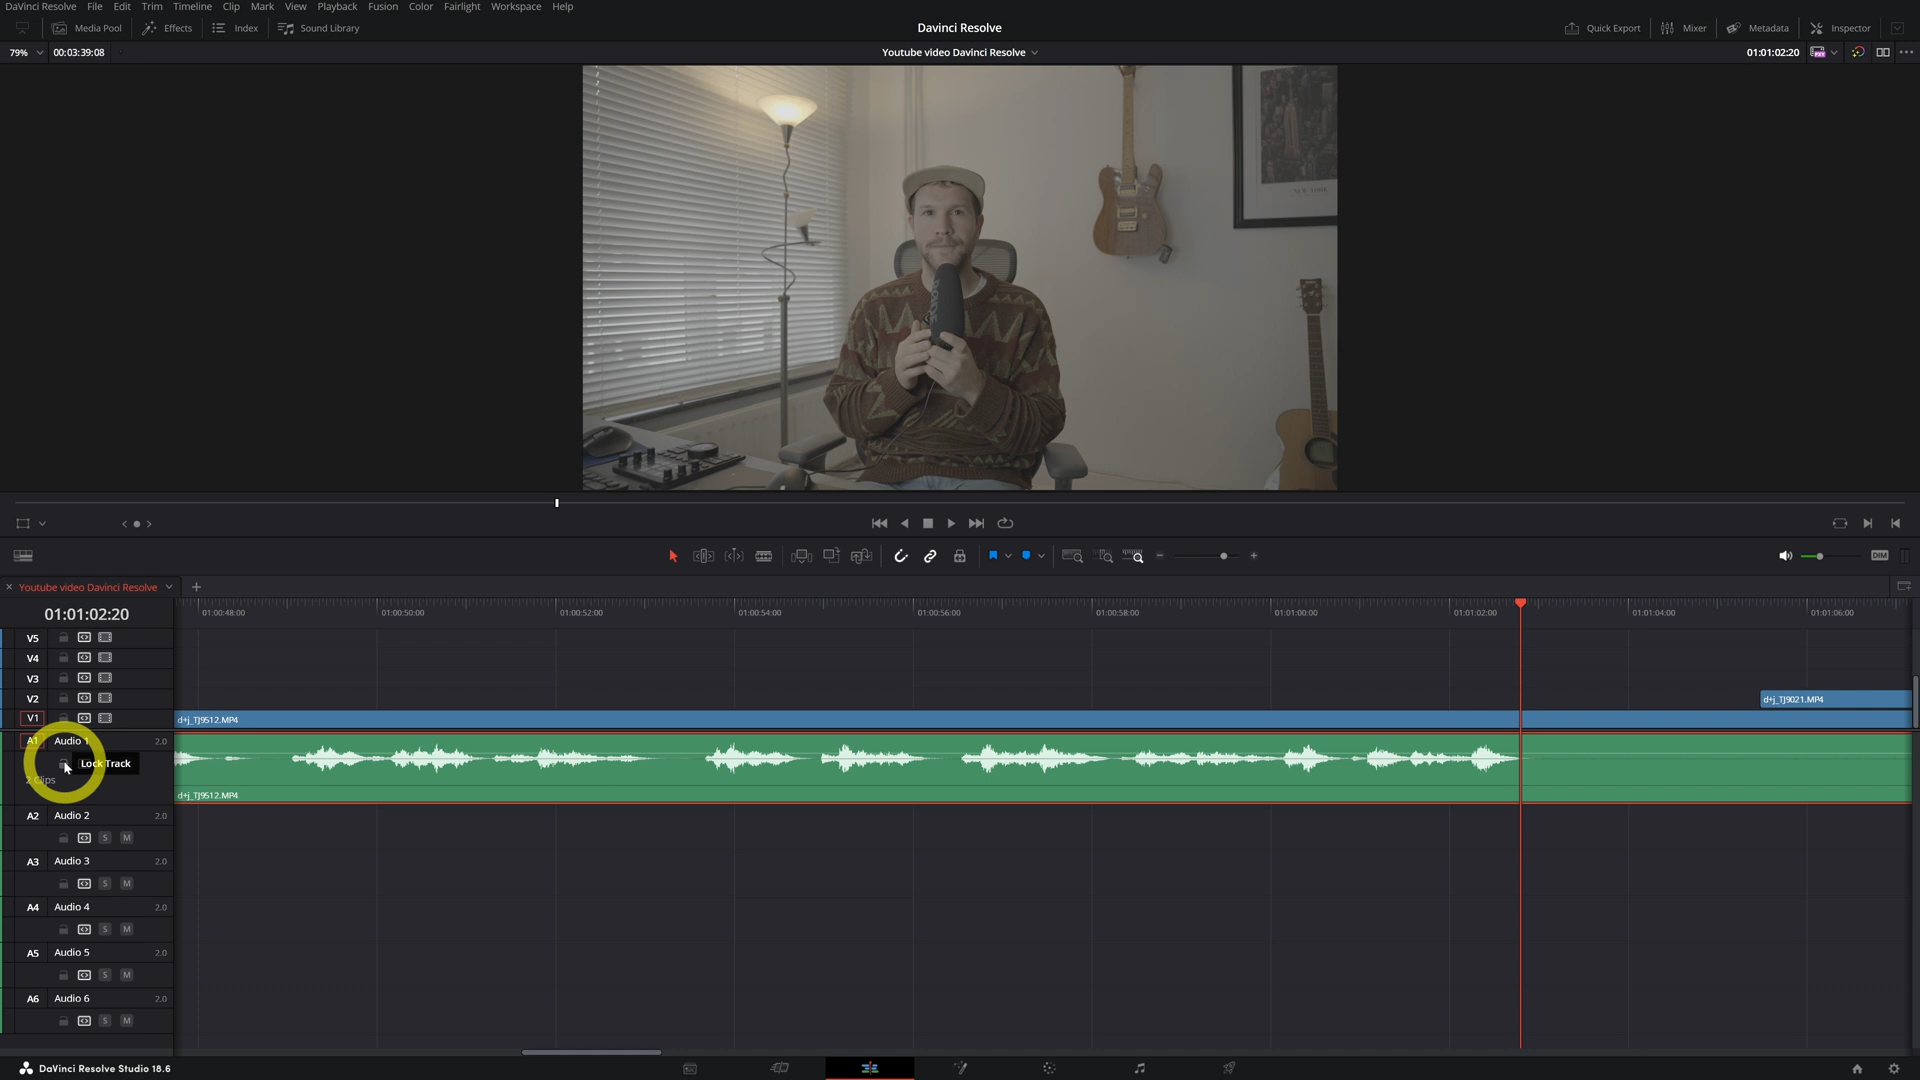 DaVinci Resolve File Edit Trim Timeline Clip Mark View Playback Fusion Color Fairlight Workspace Help
Media Pool Effects Index Sound Library Davinci Resolve Quick Export Mixer Metadata Inspector
79% 00:03:39:08 Youtube video Davinci Resolve 01:01:02:20
NEW YORK
DIM
Youtube video Davinci Resolve
01:01:02:20 01:00:48:00 01:00:50:00 01:00:52:00 01:00:54:00 01:00:56:00 01:00:58:00 01:01:00:00 01:01:02:00 01:01:04:00 01:01:06:00
V5
V4
V3
V2 d+j_TJ9021.MP4
V1 d+j_TJ9512.MP4
A1 Audio 1 2.0
Lock Track
2 Clips
d+j_TJ9512.MP4
A2 Audio 2 2.0
S M
A3 Audio 3 2.0
S M
A4 Audio 4 2.0
S M
A5 Audio 5 2.0
S M
A6 Audio 6 2.0
S M
DaVinci Resolve Studio 18.6